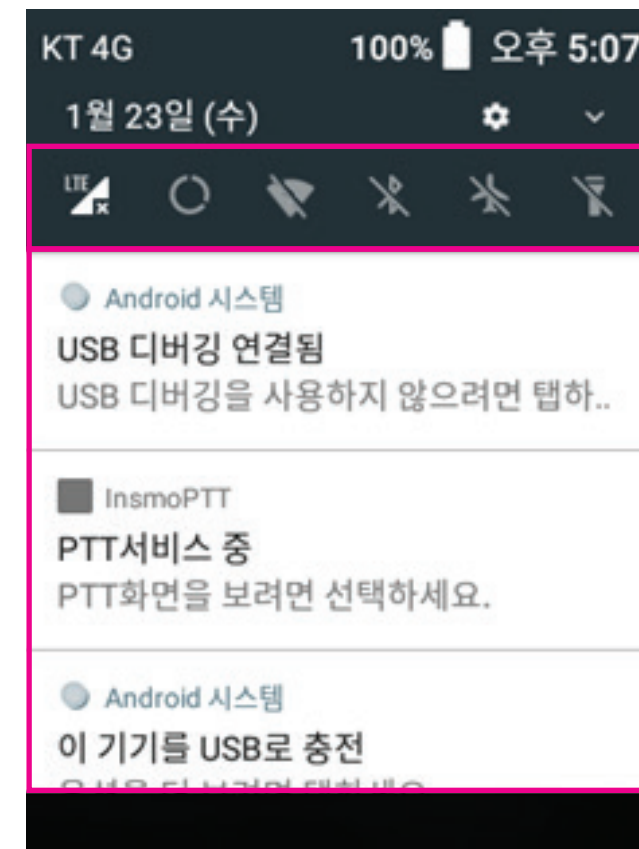 KT 4G 100% 오후 5:07
1월 23일 (수)
LTE
Android 시스템
USB 디버깅 연결됨
USB 디버깅을 사용하지 않으려면 탭하..
InsmoPTT
PTT서비스 중
PTT화면을 보려면 선택하세요.
Android 시스템
이 기기를 USB로 충전